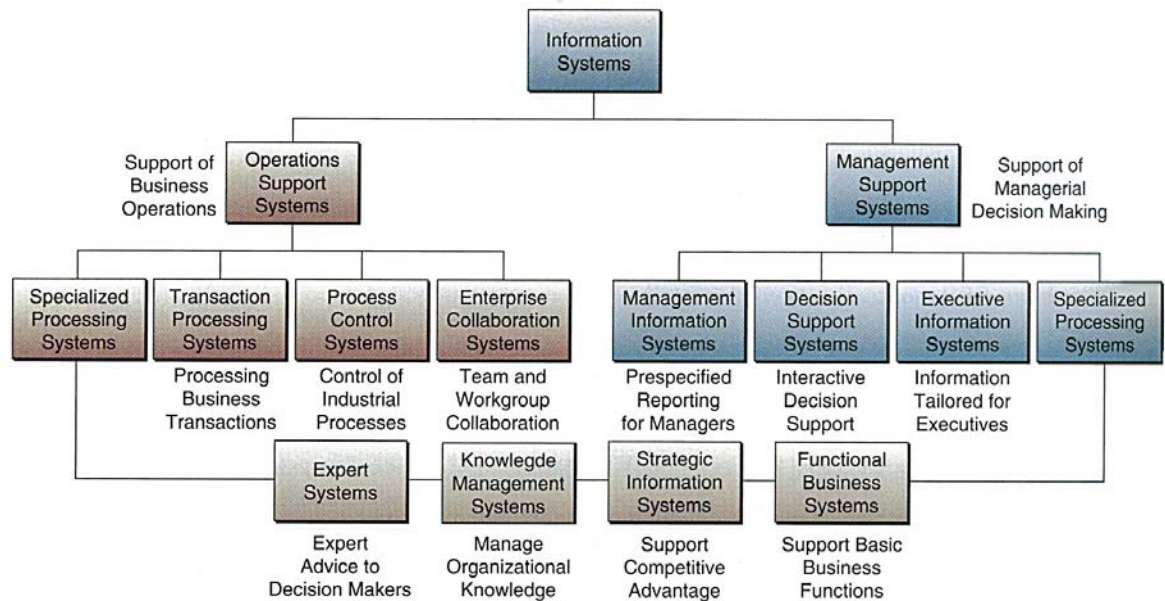 Information
Systems
Support of
Business
Operations
Operations
Support
Systems
Management
Support
Systems
Support of
Managerial
Decision Making
Specialized
Processing
Systems
Transaction
Processing
Systems
Process
Control
Systems
Enterprise
Collaboration
Systems
Management
Information
Systems
Decision
Support
Systems
Executive
Information
Systems
Specialized
Processing
Systems
Processing
Business
Transactions
Control of
Industrial
Processes
Team and
Workgroup
Collaboration
Prespecified
Reporting
for Managers
Interactive
Decision
Support
Information
Tailored for
Executives
Expert
Systems
Knowlegde
Management
Systems
Strategic
Information
Systems
Functional
Business
Systems
Expert
Advice to
Decision Makers
Manage
Organizational
Knowledge
Support
Competitive
Advantage
Support Basic
Business
Functions